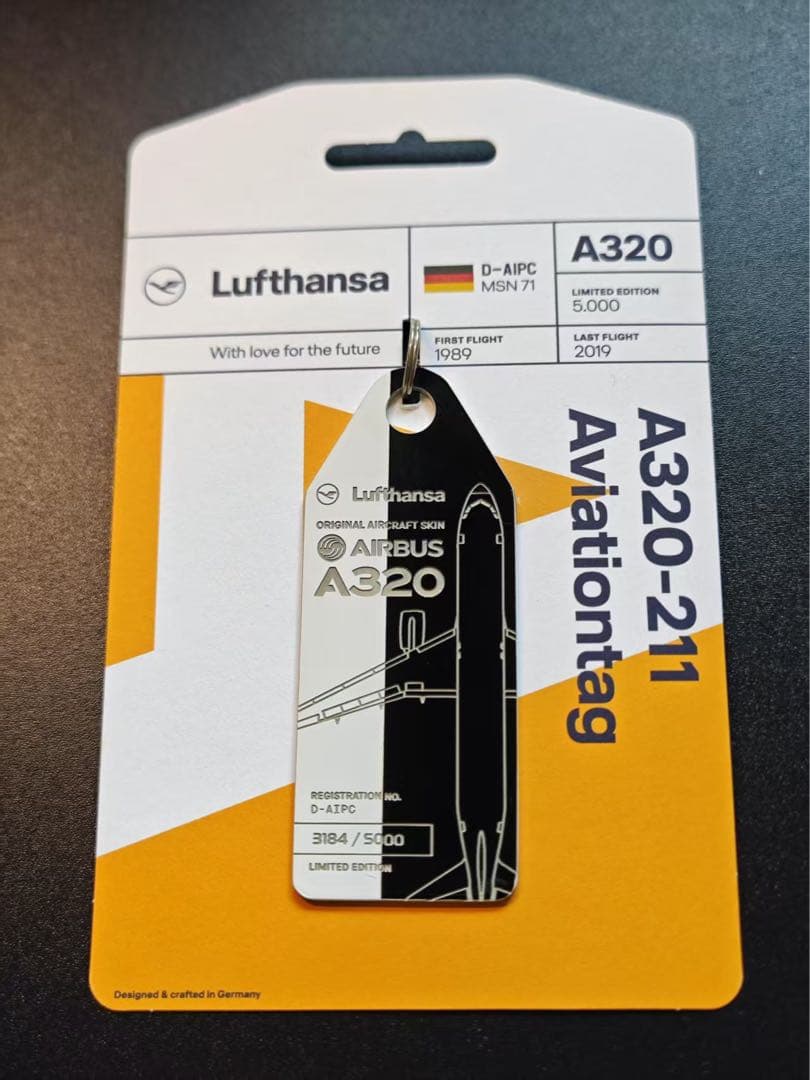 Lufthansa
D-AIPC
MSN 71
A320
LIMITED EDITION
5.000
With love for the future
FIRST FLIGHT
1989
LAST FLIGHT
2019
A320-211
Aviationtag
Lufthansa
ORIGINAL AIRCRAFT SKIN
AIRBUS
A320
REGISTRATION NO.
D-AIPC
3184 / 5000
LIMITED EDITION
Designed & crafted in Germany